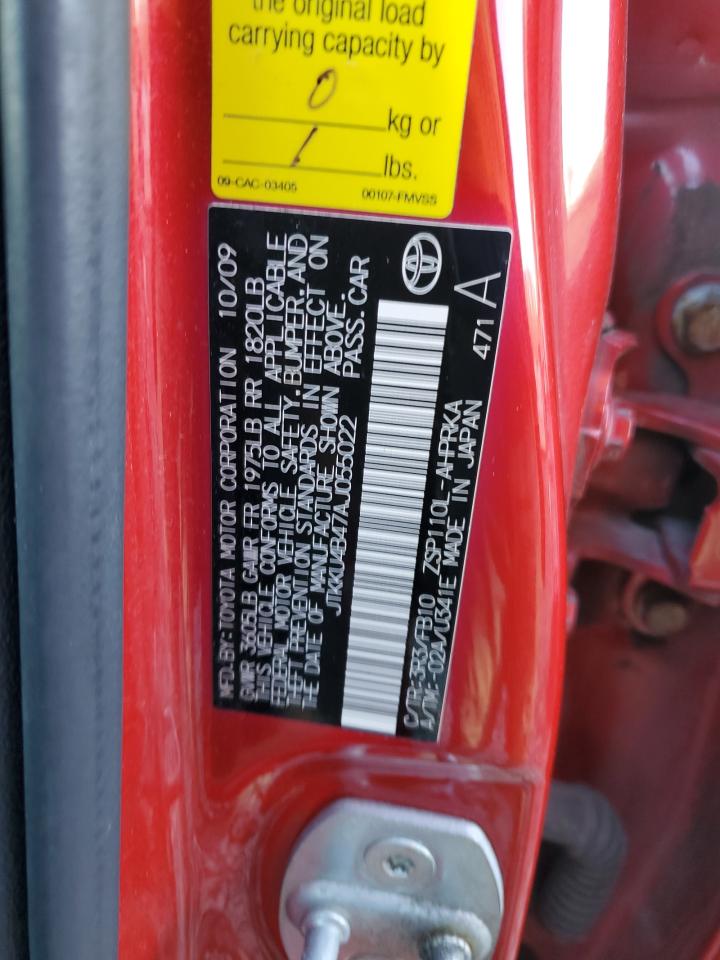 the original load
carrying capacity by
0
kg or
/
lbs.
09-CAC-03405 00107-FMVSS
MFD. BY: TOYOTA MOTOR CORPORATION 10/09
GVWR 3605LB GAWR FR 1975LB RR 1820LB
THIS VEHICLE CONFORMS TO ALL APPLICABLE
FEDERAL MOTOR VEHICLE SAFETY, BUMPER, AND
THEFT PREVENTION STANDARDS IN EFFECT ON
THE DATE OF MANUFACTURE SHOWN ABOVE.
JTKKU4B47AJ055022 PASS. CAR
C/TR:3R3/FB10 ZSP110L-AHPRKA 471
A/TM:-02A/U341E MADE IN JAPAN A